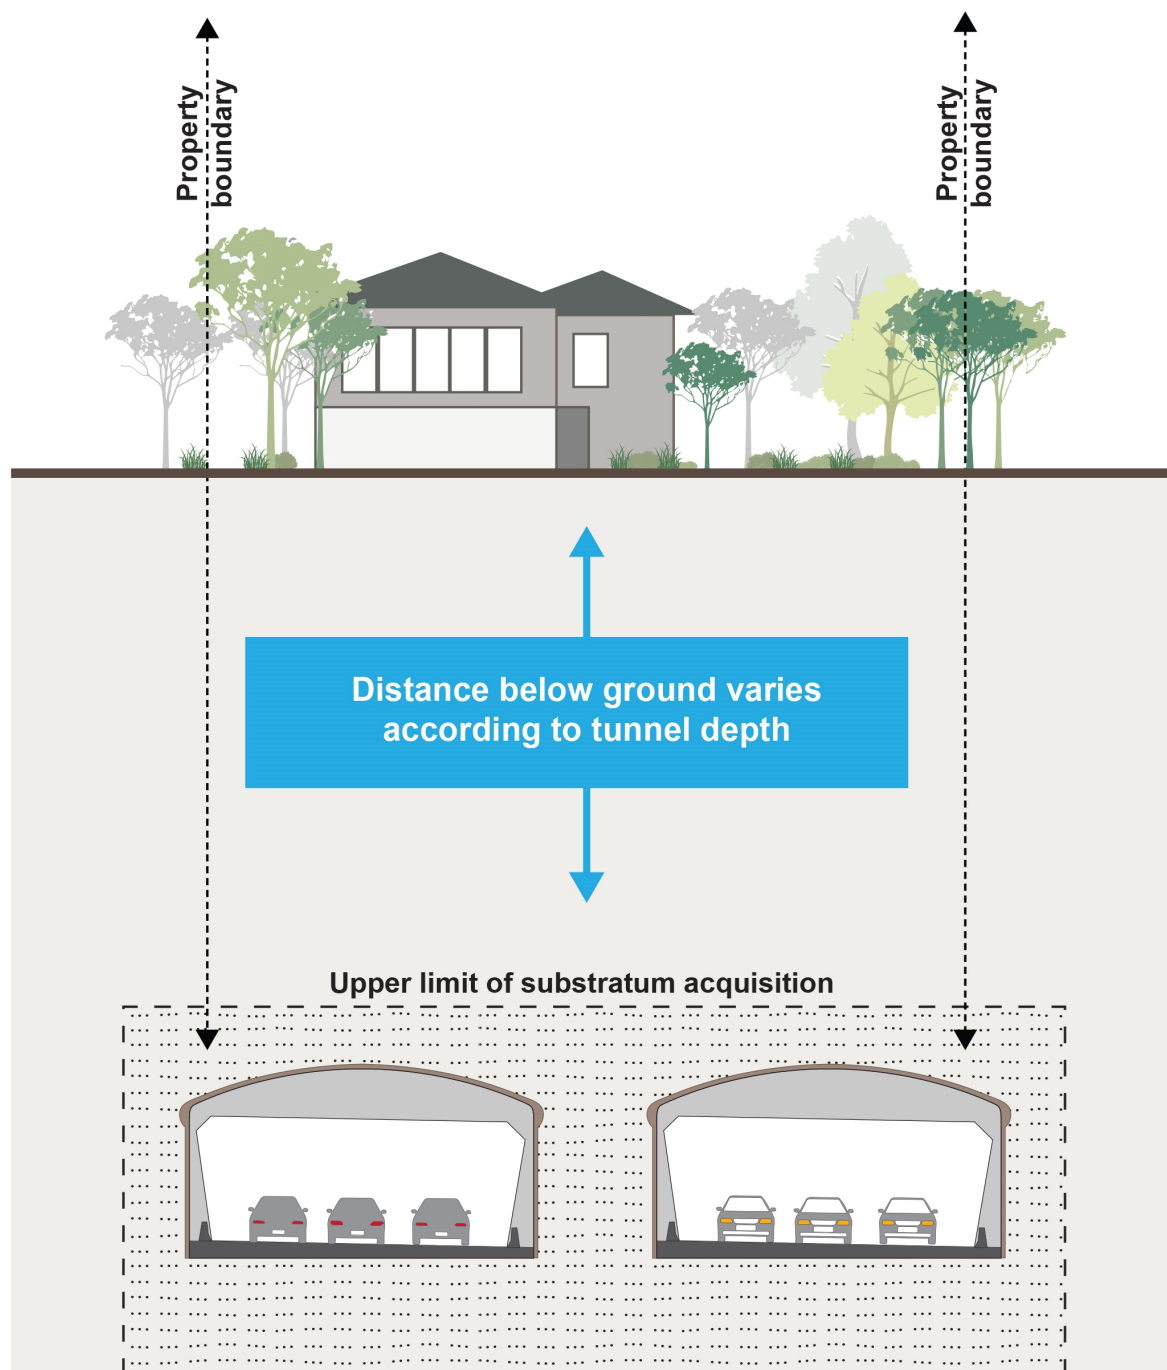 Property
boundary
Property
boundary
Distance below ground varies
according to tunnel depth
Upper limit of substratum acquisition